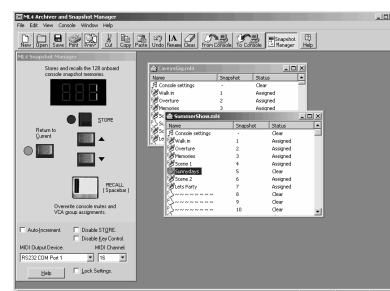 ML4 Archiver and Snapshot Manager
File Edit View Console Window Help
New Open Save Print Prev Cut Copy Paste Undo Rename Clear From Console To Console Snapshot Manager Help
ML4 Snapshot Manager
Stores and recalls the 128 onboard
console snapshot memories.
STORE
Return to
Current
RECALL
(Spacebar)
Overwrite console mutes and
VCA group assignments.
Auto-Increment
Disable STORE
Disable Key Control
MIDI Output Device: MIDI Channel:
RS232 COM Port 1 16
Help Lock Settings.
Name Snapshot Status
Console settings - Clear
Walk in 1 Assigned
Overture 2 Assigned
Memories 3 Assigned
SummerShow.ml4
Name Snapshot Status
Console settings - Clear
Walk in 1 Assigned
Overture 2 Assigned
Memories 3 Assigned
Scene 1 4 Assigned
Sunnydays 5 Clear
Scene 2 6 Assigned
Lets Party 7 Assigned
~~~~~~~~ 8 Clear
~~~~~~~~ 9 Clear
~~~~~~~~ 10 Clear